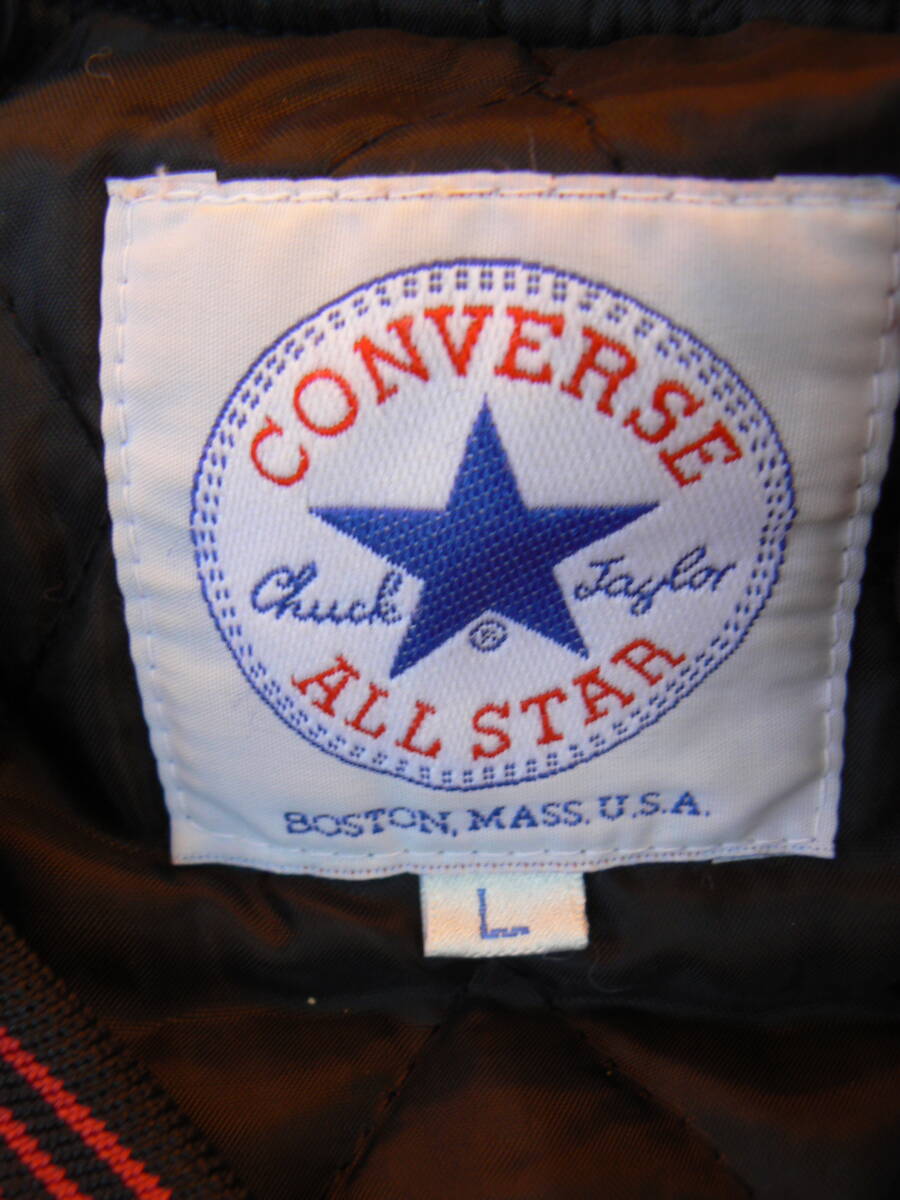 CONVERSE
Chuck Taylor
®
ALL STAR
BOSTON, MASS. U.S.A.
L